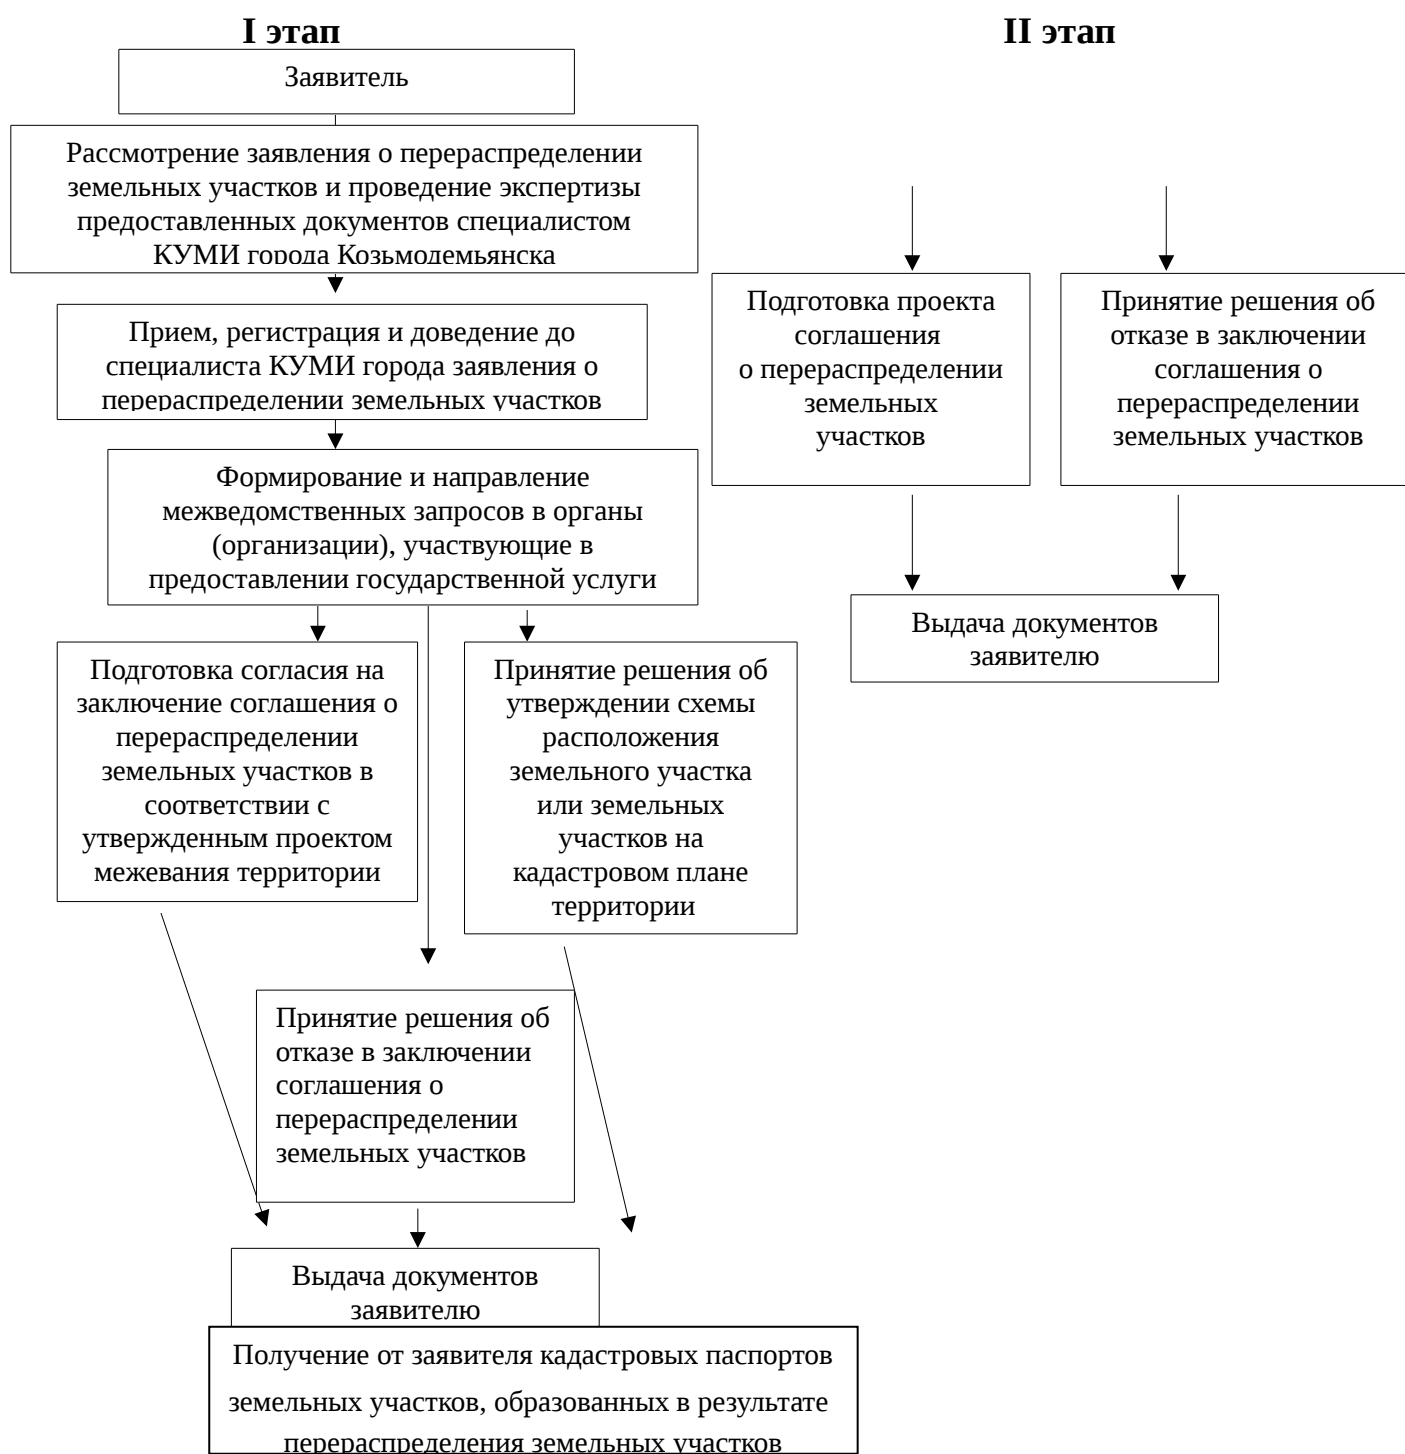 I этап
Заявитель
Рассмотрение заявления о перераспределении
земельных участков и проведение экспертизы
предоставленных документов специалистом
КУМИ города Козьмодемьянска
Прием, регистрация и доведение до
специалиста КУМИ города заявления о
перераспределении земельных участков
Формирование и направление
межведомственных запросов в органы
(организации), участвующие в
предоставлении государственной услуги
Подготовка согласия на
заключение соглашения о
перераспределении
земельных участков в
соответствии с
утвержденным проектом
межевания территории
Принятие решения об
утверждении схемы
расположения
земельного участка
или земельных
участков на
кадастровом плане
территории
Принятие решения об
отказе в заключении
соглашения о
перераспределении
земельных участков
Выдача документов
заявителю
Получение от заявителя кадастровых паспортов
земельных участков, образованных в результате
перераспределения земельных участков
II этап
Подготовка проекта
соглашения
о перераспределении
земельных
участков
Принятие решения об
отказе в заключении
соглашения о
перераспределении
земельных участков
Выдача документов
заявителю